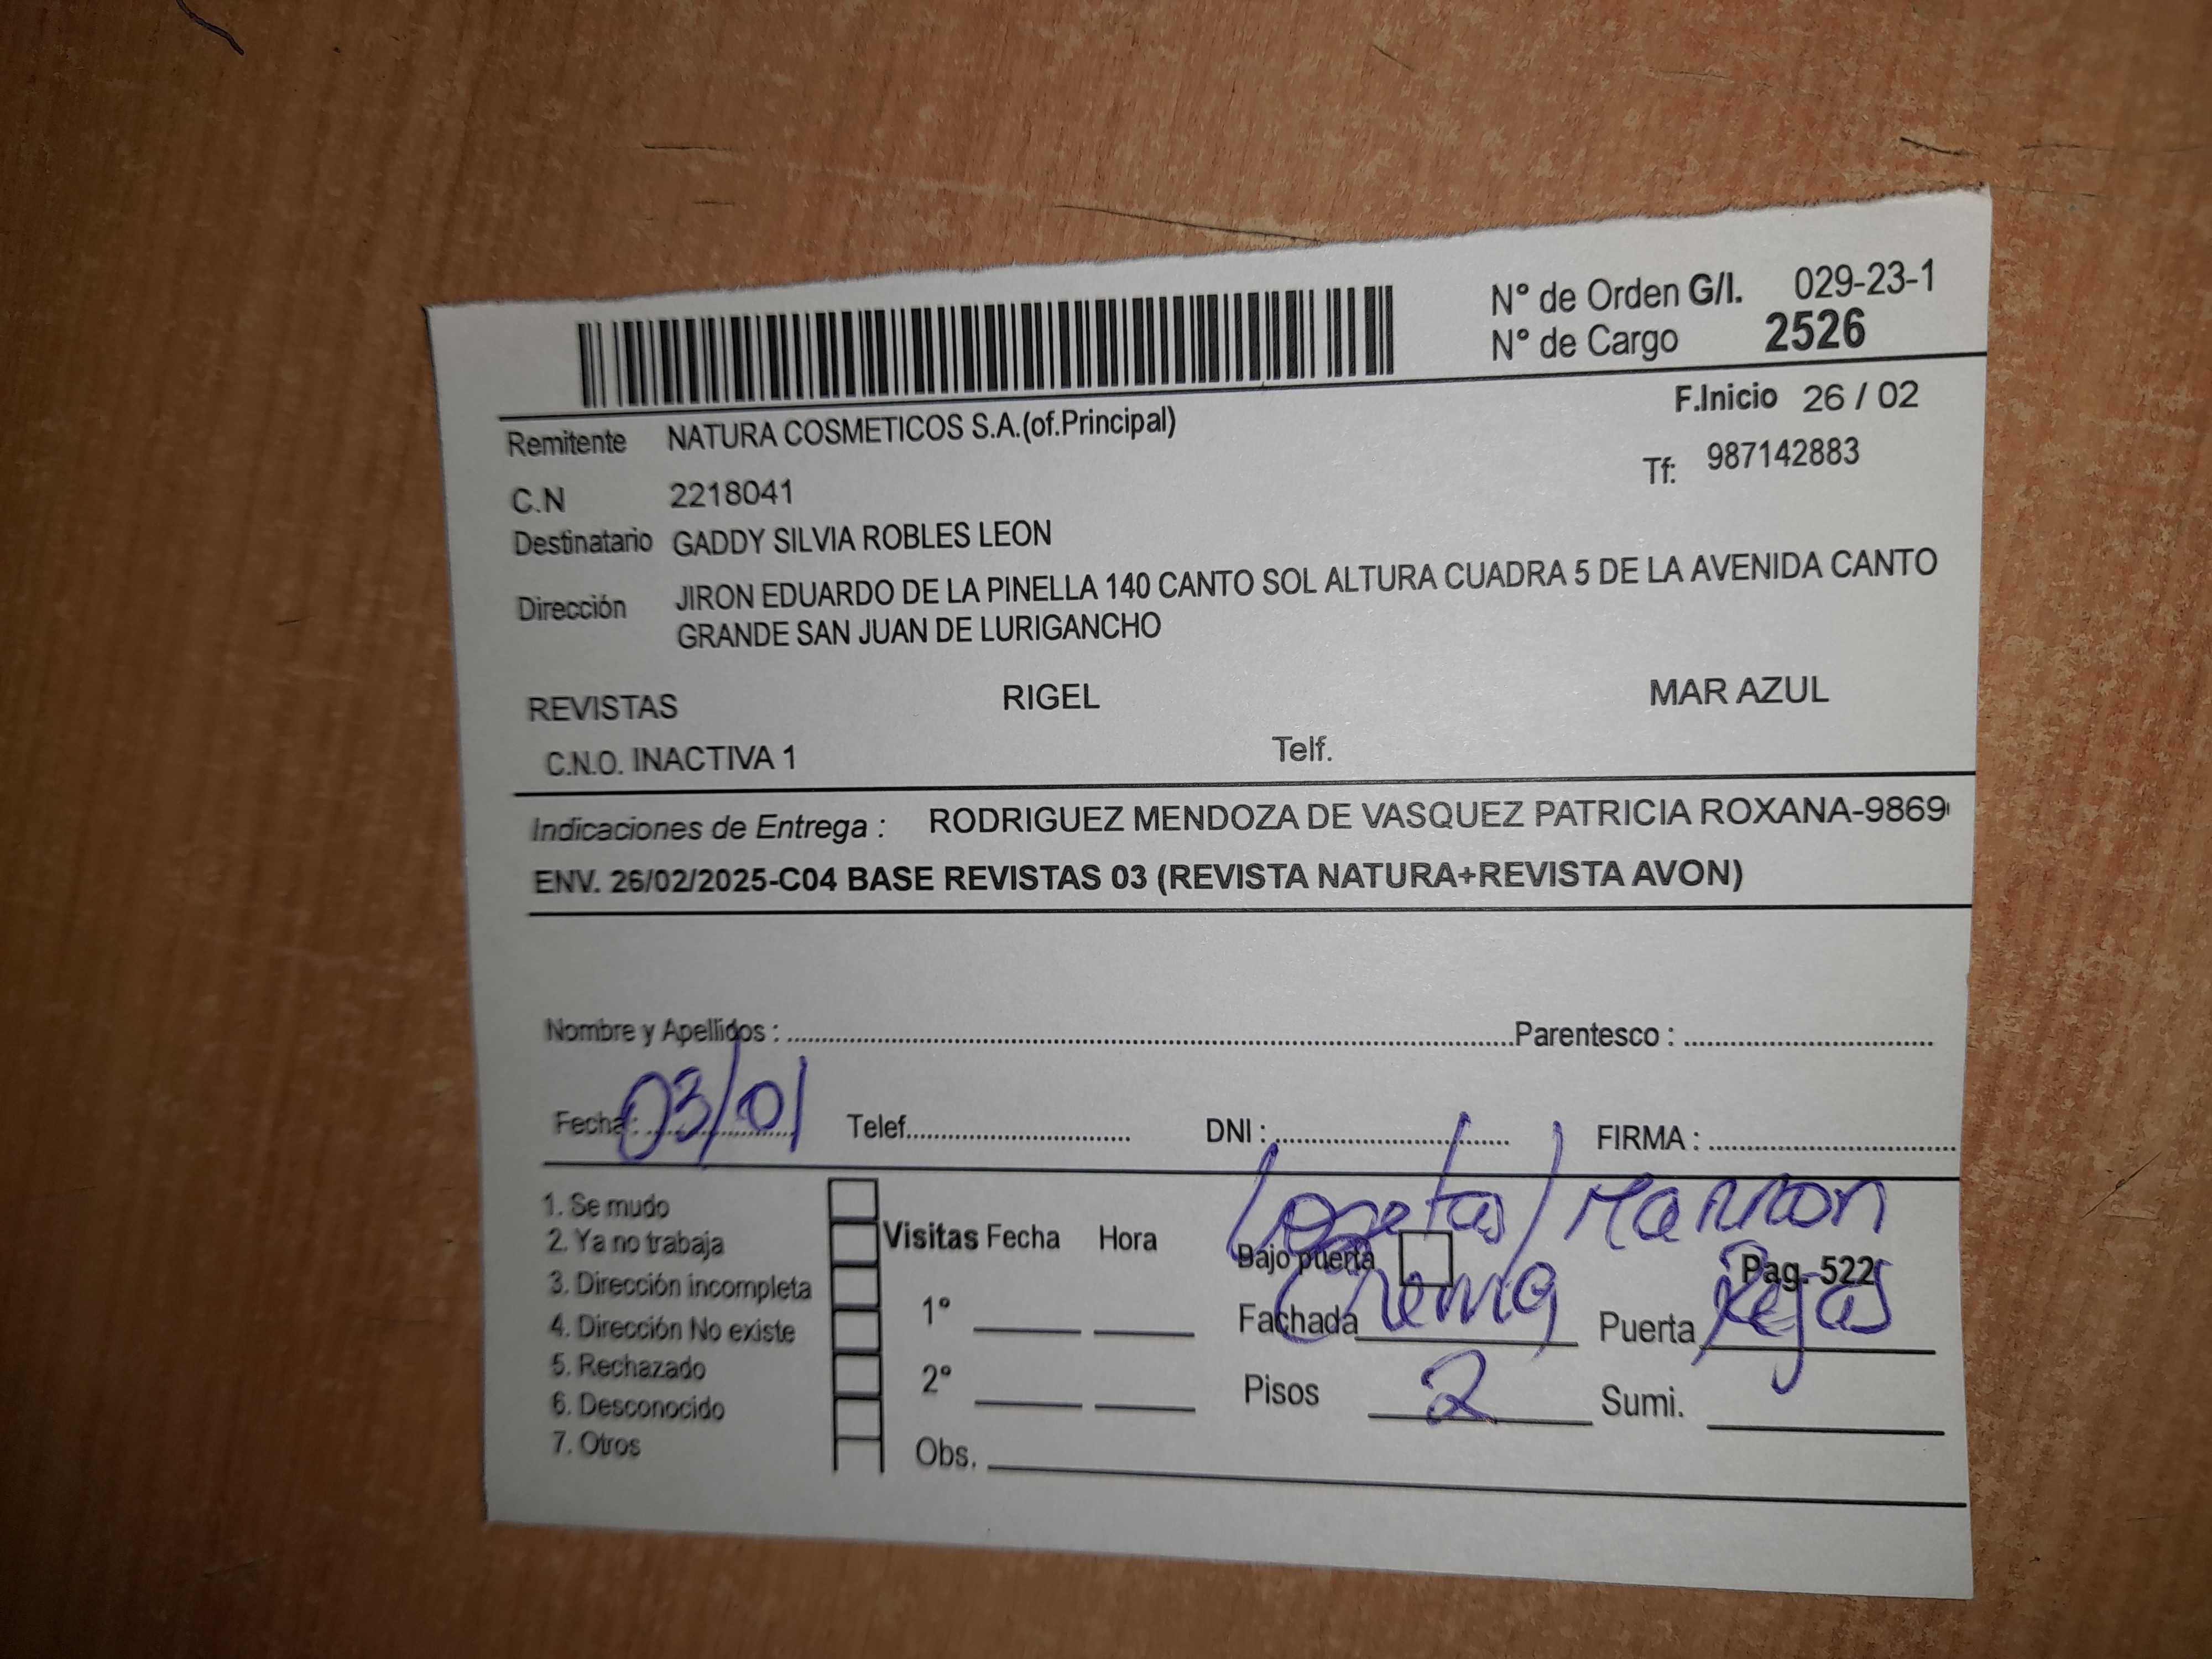 N° de Orden G/I. 029-23-1
N° de Cargo 2526
F.Inicio 26 / 02
Remitente NATURA COSMETICOS S.A.(of.Principal)
Tf: 987142883
C.N 2218041
Destinatario GADDY SILVIA ROBLES LEON
Dirección JIRON EDUARDO DE LA PINELLA 140 CANTO SOL ALTURA CUADRA 5 DE LA AVENIDA CANTO
GRANDE SAN JUAN DE LURIGANCHO
REVISTAS RIGEL MAR AZUL
C.N.O. INACTIVA 1 Telf.
Indicaciones de Entrega : RODRIGUEZ MENDOZA DE VASQUEZ PATRICIA ROXANA-9869
ENV. 26/02/2025-C04 BASE REVISTAS 03 (REVISTA NATURA+REVISTA AVON)
Nombre y Apellidos : Parentesco :
Fecha : 03/01 Telef. DNI : FIRMA :
1. Se mudo
2. Ya no trabaja
3. Dirección incompleta
4. Dirección No existe
5. Rechazado
6. Desconocido
7. Otros
Visitas Fecha Hora
1°
2°
Obs.
Marron
Bajo puerta Pag- 522
Fachada Crema Puerta Rejas
Pisos 2 Sumi.